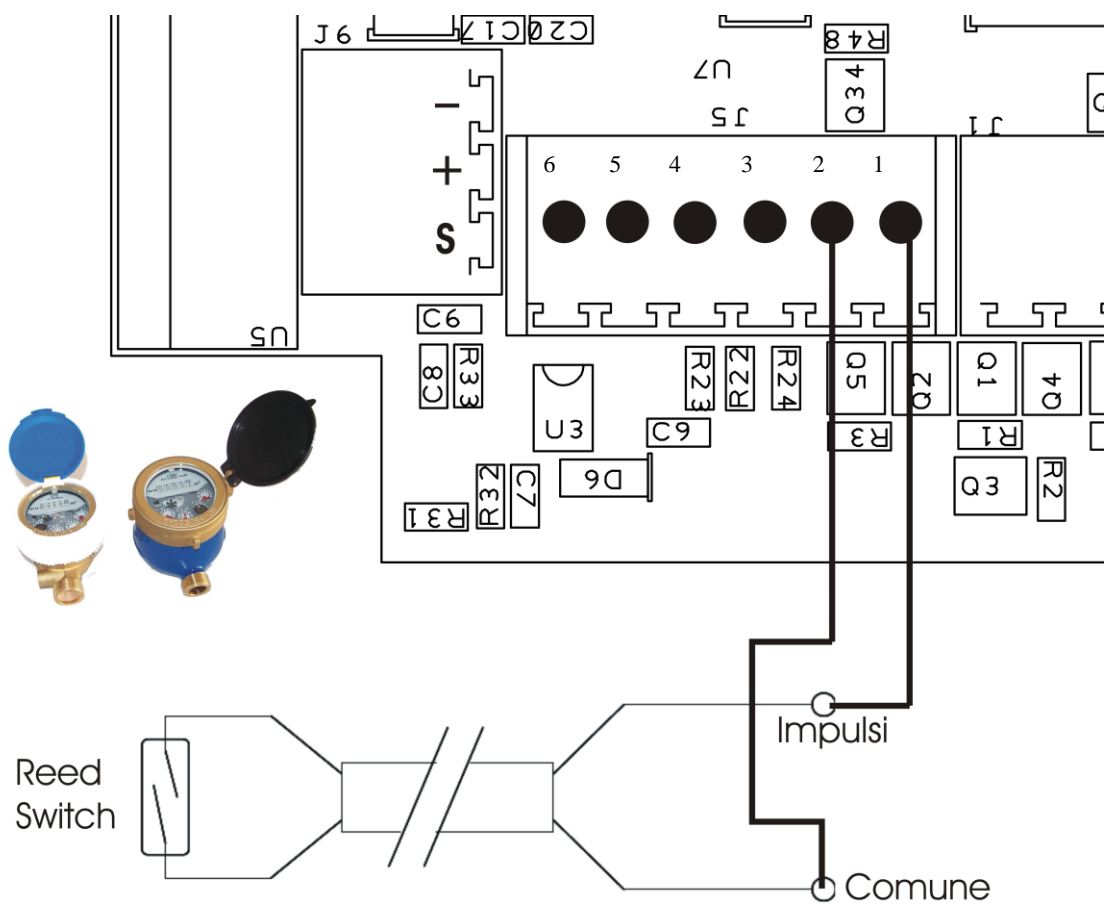 J6
C17
C20
R48
U7
Q34
J5
J1
Q
-
+
S
6 5 4 3 2 1
U5
C6
C8
R33
U3
R23
R22
R24
Q5
Q2
Q1
Q4
C9
R3
R1
D6
R32
C7
R31
Q3
R2
Impulsi
Reed
Switch
Comune